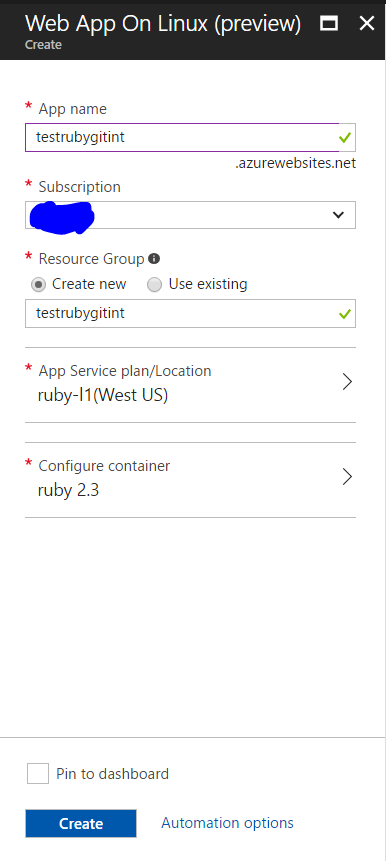 Web App On Linux (preview)
Create
* App name
testrubygitint
.azurewebsites.net
* Subscription
* Resource Group
Create new Use existing
testrubygitint
* App Service plan/Location
ruby-l1(West US)
* Configure container
ruby 2.3
Pin to dashboard
Create Automation options